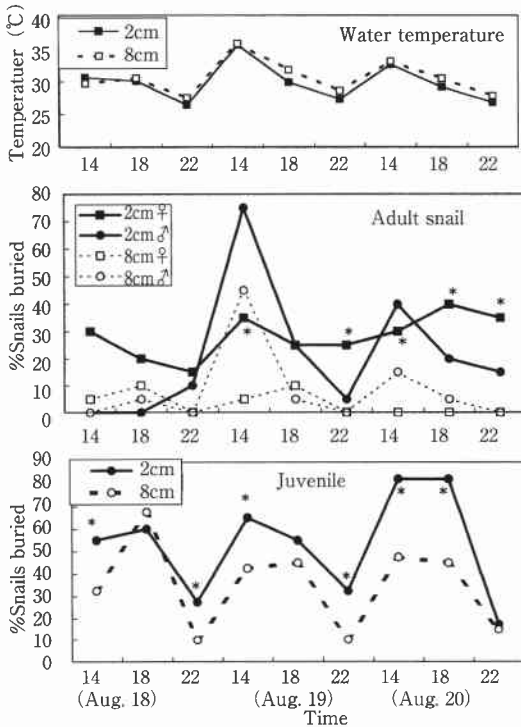 Water temperature
2cm
8cm
Temperatuer (℃)
40
35
30
25
20
14 18 22 14 18 22 14 18 22
Adult snail
2cm♀
2cm♂
8cm♀
8cm♂
%Snails buried
80
70
60
50
40
30
20
10
0
* * * * * *
14 18 22 14 18 22 14 18 22
Juvenile
2cm
8cm
%Snails buried
90
80
70
60
50
40
30
20
10
0
* * * * * *
14 18 22 14 18 22 14 18 22
(Aug. 18) (Aug. 19) (Aug. 20)
Time